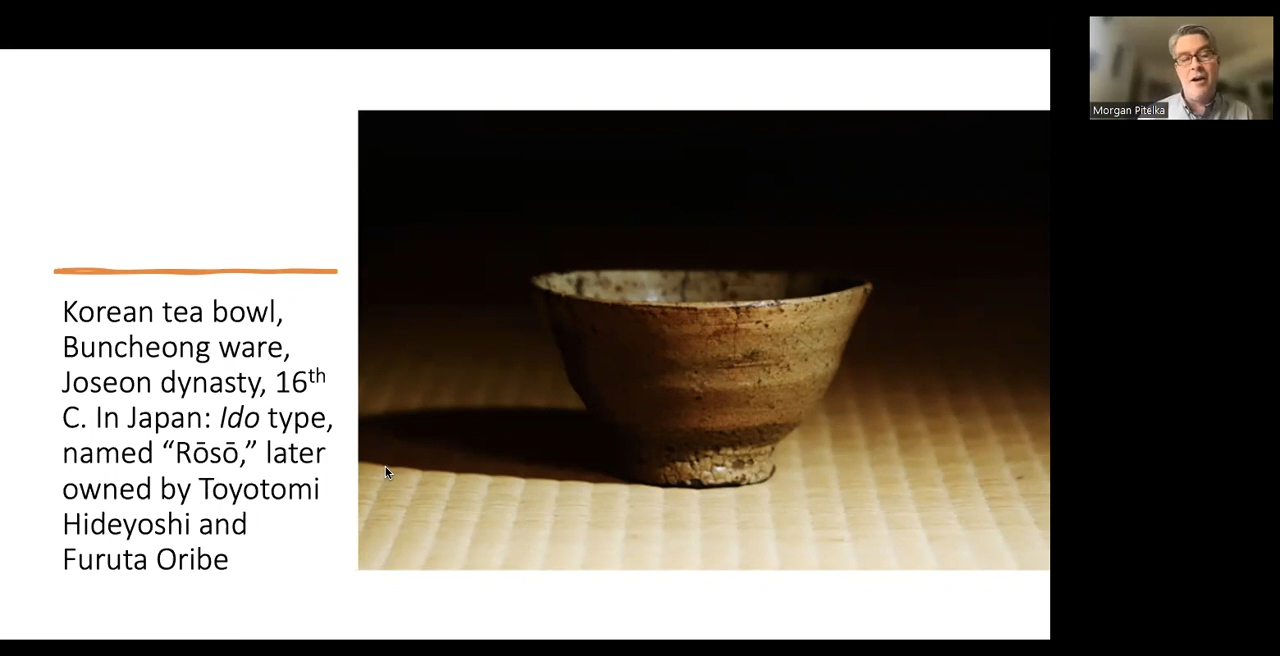 Morgan Pitelka
Korean tea bowl,
Buncheong ware,
Joseon dynasty, 16th
C. In Japan: Ido type,
named “Rōsō,” later
owned by Toyotomi
Hideyoshi and
Furuta Oribe